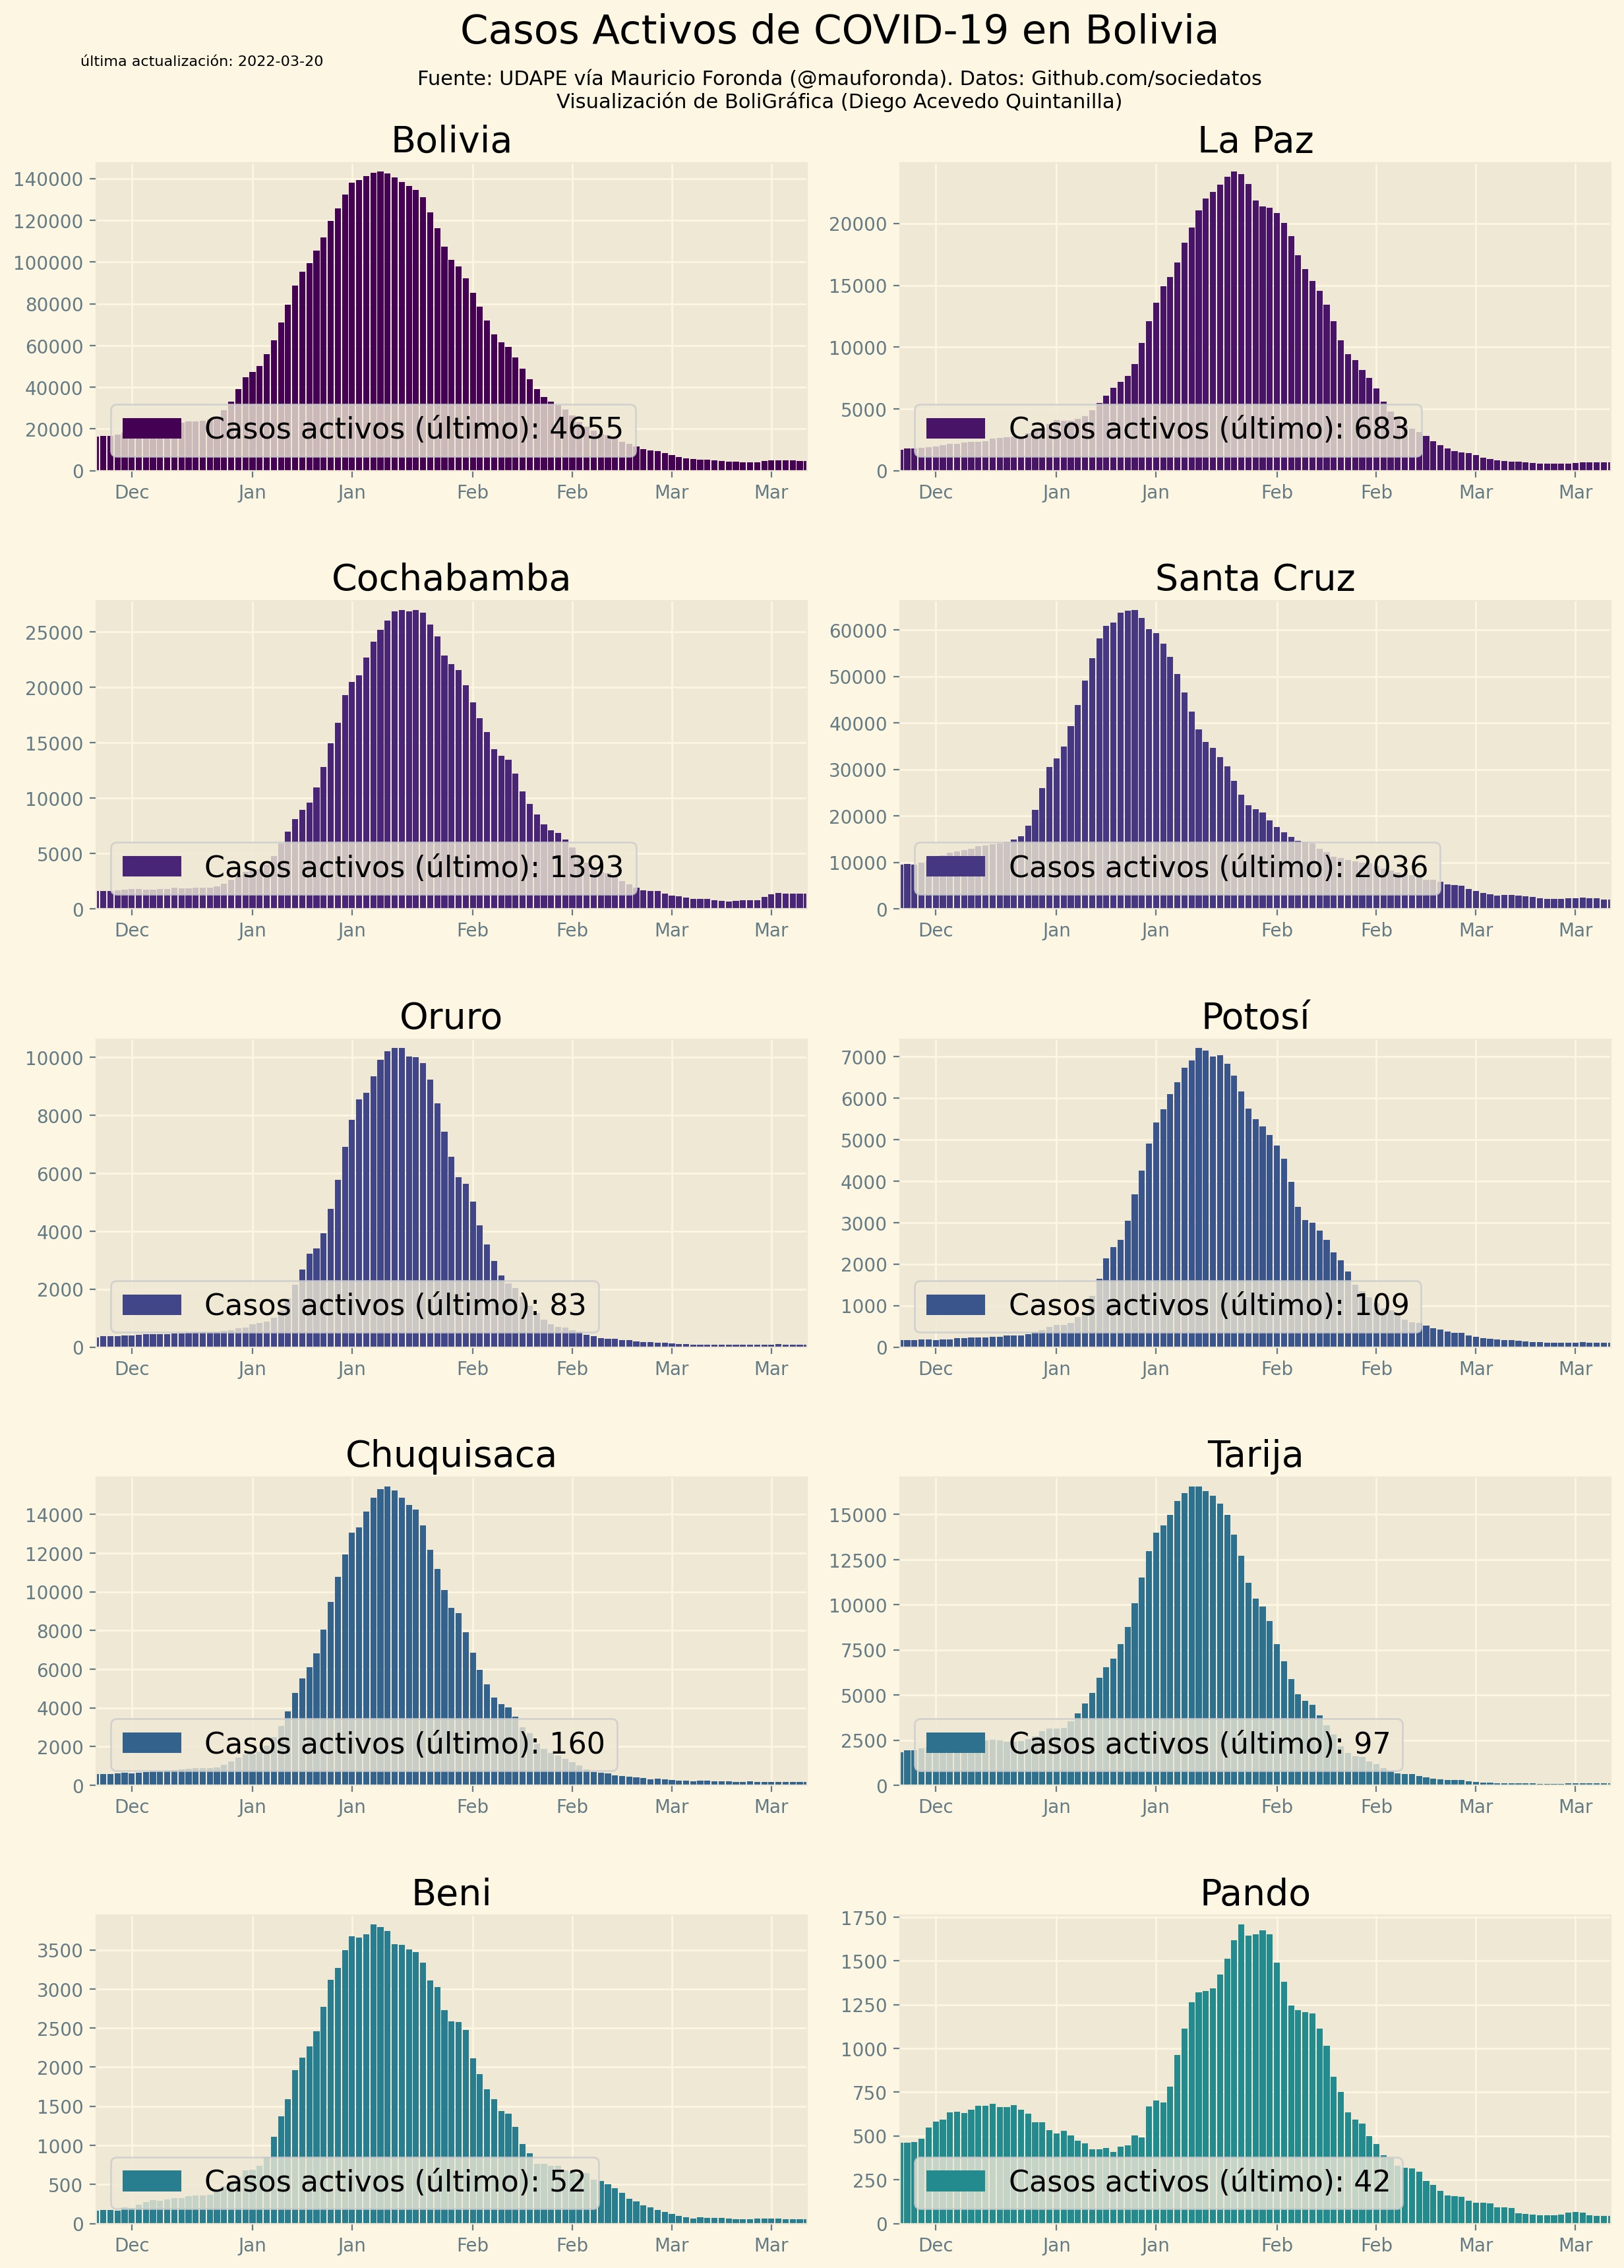 Casos Activos de COVID-19 en Bolivia
última actualización: 2022-03-20
Fuente: UDAPE vía Mauricio Foronda (@mauforonda). Datos: Github.com/sociedatos
Visualización de BoliGráfica (Diego Acevedo Quintanilla)
Bolivia
140000
120000
100000
80000
60000
40000
20000
0
Casos activos (último): 4655
Dec Jan Jan Feb Feb Mar Mar
La Paz
20000
15000
10000
5000
0
Casos activos (último): 683
Dec Jan Jan Feb Feb Mar Mar
Cochabamba
25000
20000
15000
10000
5000
0
Casos activos (último): 1393
Dec Jan Jan Feb Feb Mar Mar
Santa Cruz
60000
50000
40000
30000
20000
10000
0
Casos activos (último): 2036
Dec Jan Jan Feb Feb Mar Mar
Oruro
10000
8000
6000
4000
2000
0
Casos activos (último): 83
Dec Jan Jan Feb Feb Mar Mar
Potosí
7000
6000
5000
4000
3000
2000
1000
0
Casos activos (último): 109
Dec Jan Jan Feb Feb Mar Mar
Chuquisaca
14000
12000
10000
8000
6000
4000
2000
0
Casos activos (último): 160
Dec Jan Jan Feb Feb Mar Mar
Tarija
15000
12500
10000
7500
5000
2500
0
Casos activos (último): 97
Dec Jan Jan Feb Feb Mar Mar
Beni
3500
3000
2500
2000
1500
1000
500
0
Casos activos (último): 52
Dec Jan Jan Feb Feb Mar Mar
Pando
1750
1500
1250
1000
750
500
250
0
Casos activos (último): 42
Dec Jan Jan Feb Feb Mar Mar